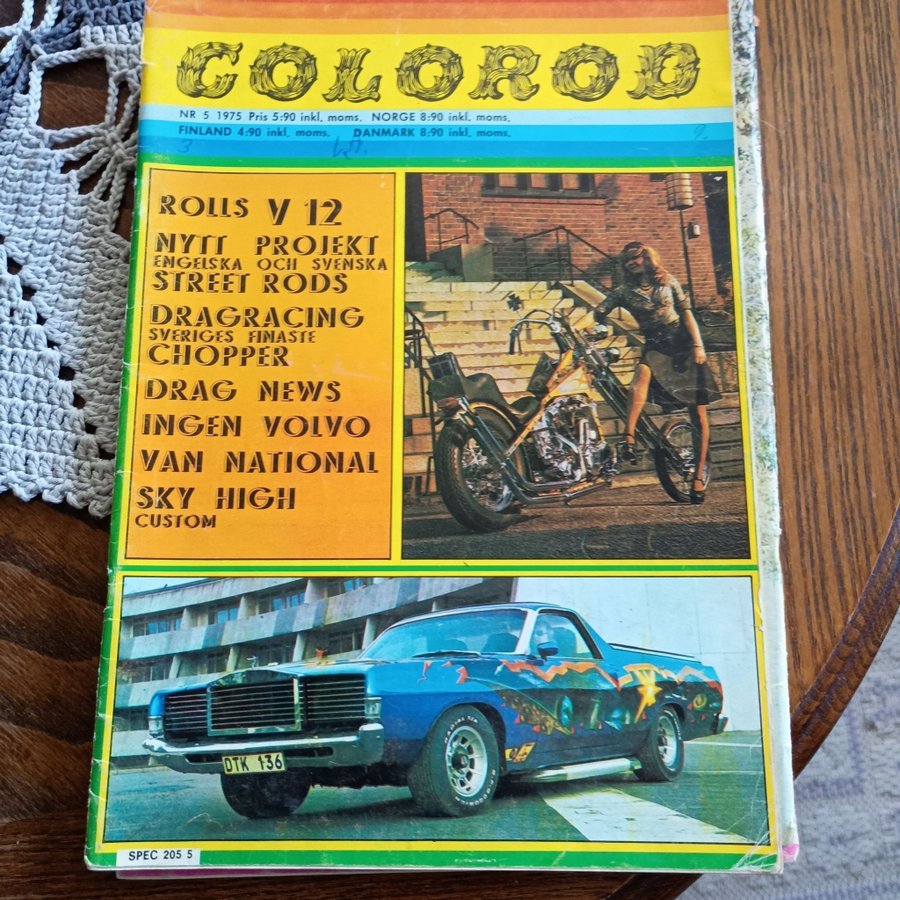 COLOROD
NR 5 1975 Pris 5:90 inkl. moms. NORGE 8:90 inkl. moms.
FINLAND 4:90 inkl. moms. DANMARK 8:90 inkl. moms.
3
ROLLS V 12
NYTT PROJEKT
ENGELSKA OCH SVENSKA
STREET RODS
DRAGRACING
SVERIGES FINASTE
CHOPPER
DRAG NEWS
INGEN VOLVO
VAN NATIONAL
SKY HIGH
CUSTOM
DTK 136
SPEC 205 5